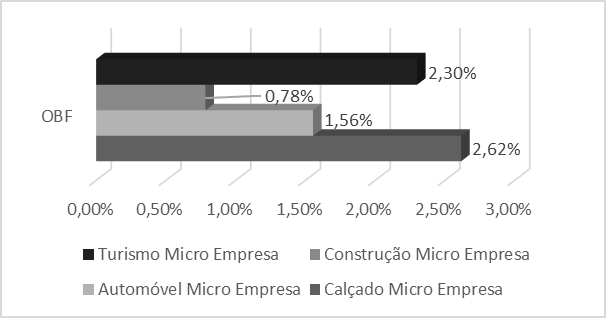 2,30%
0,78%
OBF
1,56%
2,62%
0,00% 0,50% 1,00% 1,50% 2,00% 2,50% 3,00%
Turismo Micro Empresa Construção Micro Empresa
Automóvel Micro Empresa Calçado Micro Empresa